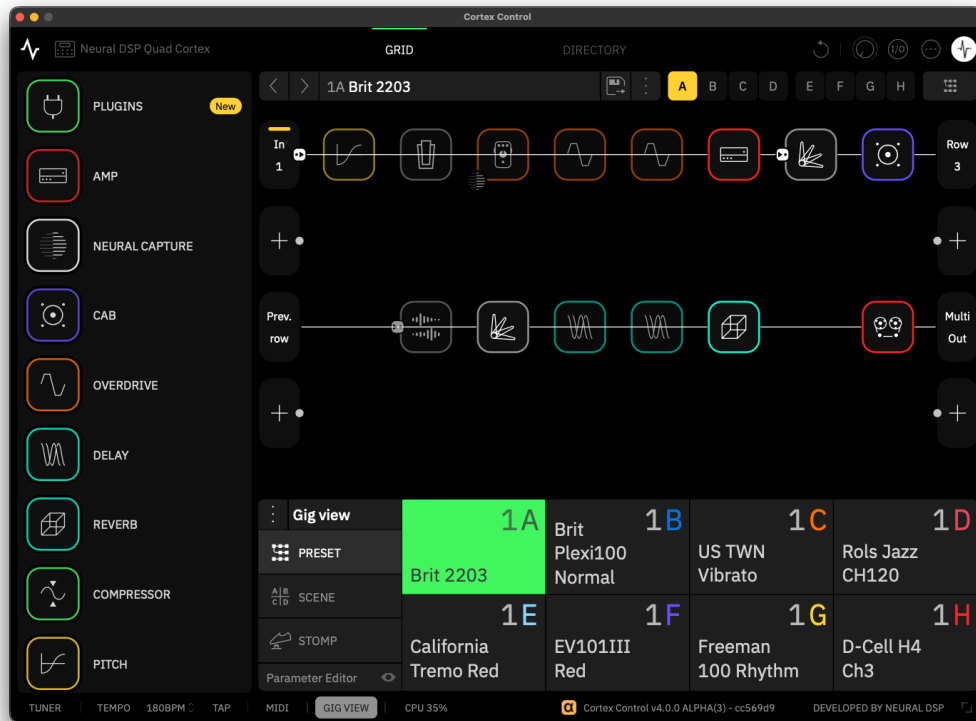 Cortex Control
Neural DSP Quad Cortex
GRID
DIRECTORY
I/O
PLUGINS
New
AMP
NEURAL CAPTURE
CAB
OVERDRIVE
DELAY
REVERB
COMPRESSOR
PITCH
1A Brit 2203
A B C D E F G H
In
1
Row
3
Prev.
row
Multi
Out
Gig view
PRESET
A B
C D
SCENE
STOMP
Parameter Editor
1A
Brit 2203
1B
Brit
Plexi100
Normal
1C
US TWN
Vibrato
1D
Rols Jazz
CH120
1E
California
Tremo Red
1F
EV101III
Red
1G
Freeman
100 Rhythm
1H
D-Cell H4
Ch3
TUNER TEMPO 180BPM TAP MIDI GIG VIEW CPU 35% Cortex Control v4.0.0 ALPHA(3) - cc569d9 DEVELOPED BY NEURAL DSP